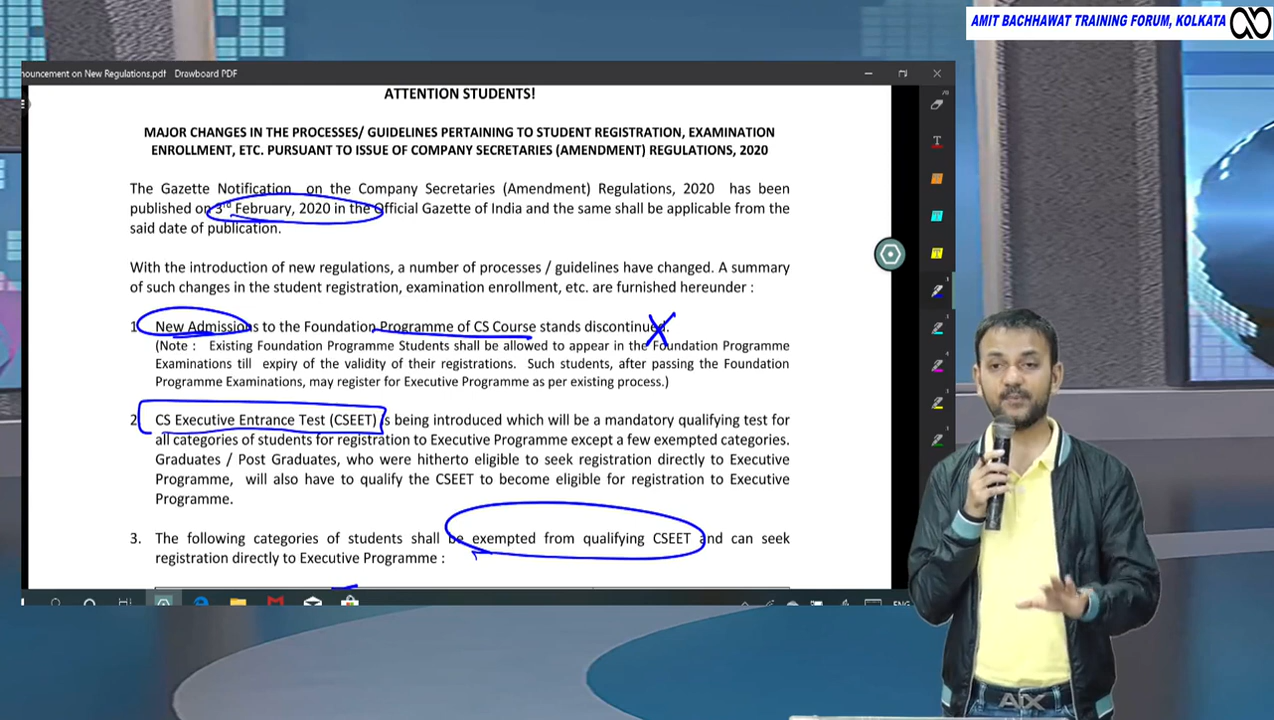 AMIT BACHHAWAT TRAINING FORUM, KOLKATA
ouncement on New Regulations.pdf Drawboard PDF
ATTENTION STUDENTS!
MAJOR CHANGES IN THE PROCESSES/ GUIDELINES PERTAINING TO STUDENT REGISTRATION, EXAMINATION
ENROLLMENT, ETC. PURSUANT TO ISSUE OF COMPANY SECRETARIES (AMENDMENT) REGULATIONS, 2020
The Gazette Notification on the Company Secretaries (Amendment) Regulations, 2020 has been
published on 3rd February, 2020 in the Official Gazette of India and the same shall be applicable from the
said date of publication.
With the introduction of new regulations, a number of processes / guidelines have changed. A summary
of such changes in the student registration, examination enrollment, etc. are furnished hereunder :
1 New Admissions to the Foundation Programme of CS Course stands discontinued.
(Note : Existing Foundation Programme Students shall be allowed to appear in the Foundation Programme
Examinations till expiry of the validity of their registrations. Such students, after passing the Foundation
Programme Examinations, may register for Executive Programme as per existing process.)
2 CS Executive Entrance Test (CSEET) is being introduced which will be a mandatory qualifying test for
all categories of students for registration to Executive Programme except a few exempted categories.
Graduates / Post Graduates, who were hitherto eligible to seek registration directly to Executive
Programme, will also have to qualify the CSEET to become eligible for registration to Executive
Programme.
3. The following categories of students shall be exempted from qualifying CSEET and can seek
registration directly to Executive Programme :
ENG
AIX